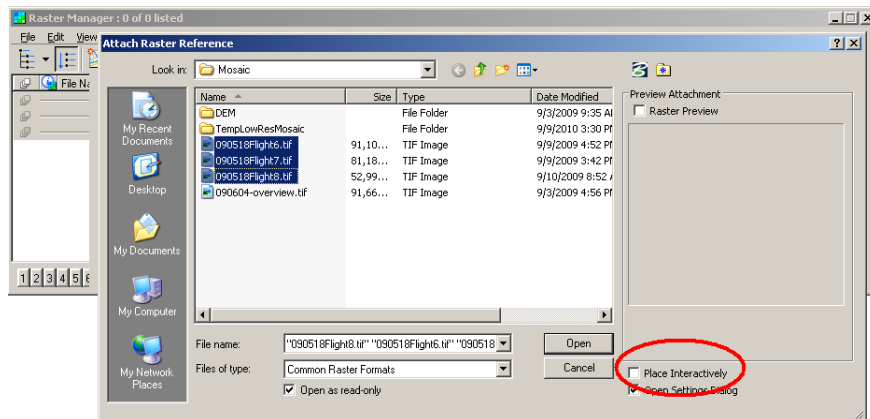 Raster Manager : 0 of 0 listed
File Edit View
File Na
1 2 3 4 5 6
Attach Raster Reference
Look in: Mosaic
My Recent Documents
Desktop
My Documents
My Computer
My Network Places
Name Size Type Date Modified
DEM File Folder 9/3/2009 9:35 AM
TempLowResMosaic File Folder 9/9/2010 3:30 PM
090518Flight6.tif 91,10... TIF Image 9/9/2009 4:52 PM
090518Flight7.tif 81,18... TIF Image 9/9/2009 3:42 PM
090518Flight8.tif 52,99... TIF Image 9/10/2009 8:52 A
090604-overview.tif 91,66... TIF Image 9/3/2009 4:56 PM
File name: "090518Flight8.tif" "090518Flight6.tif" "090518
Open
Files of type: Common Raster Formats
Cancel
Open as read-only
Preview Attachment
Raster Preview
Place Interactively
Open Settings Dialog